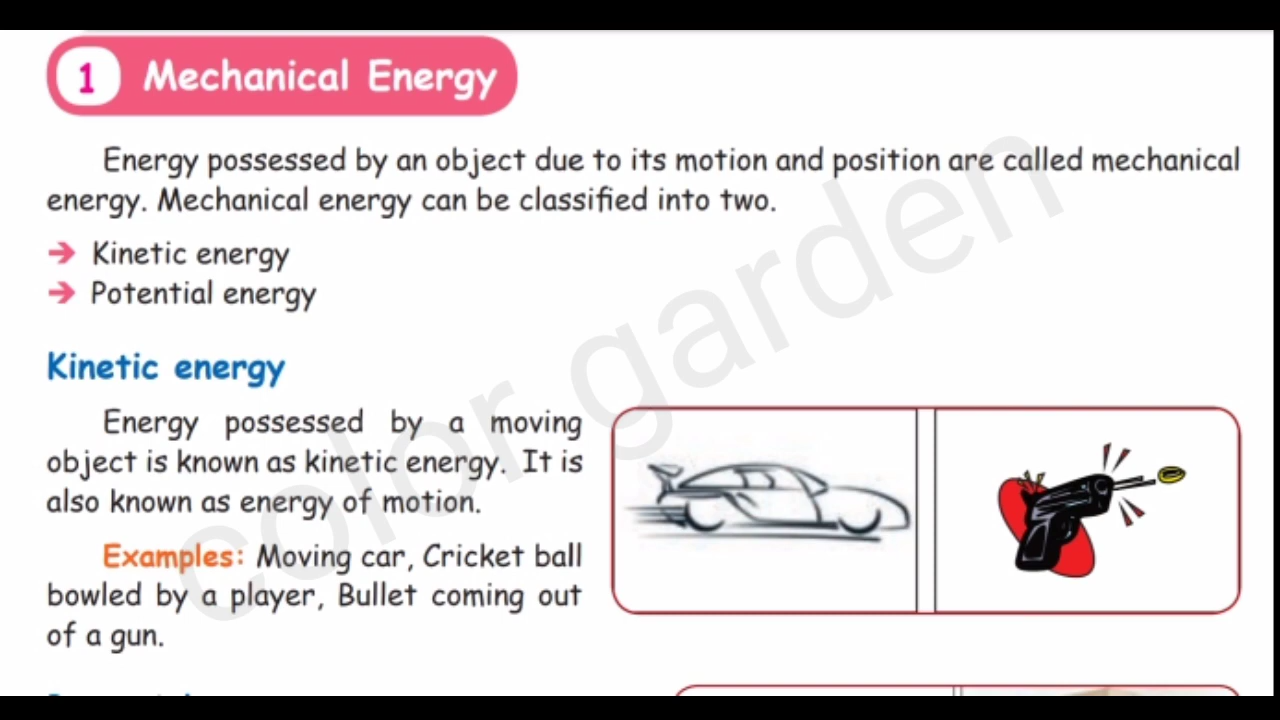 1 Mechanical Energy
Energy possessed by an object due to its motion and position are called mechanical
energy. Mechanical energy can be classified into two.
➔ Kinetic energy
➔ Potential energy
Kinetic energy
Energy possessed by a moving
object is known as kinetic energy. It is
also known as energy of motion.
Examples: Moving car, Cricket ball
bowled by a player, Bullet coming out
of a gun.
color garden